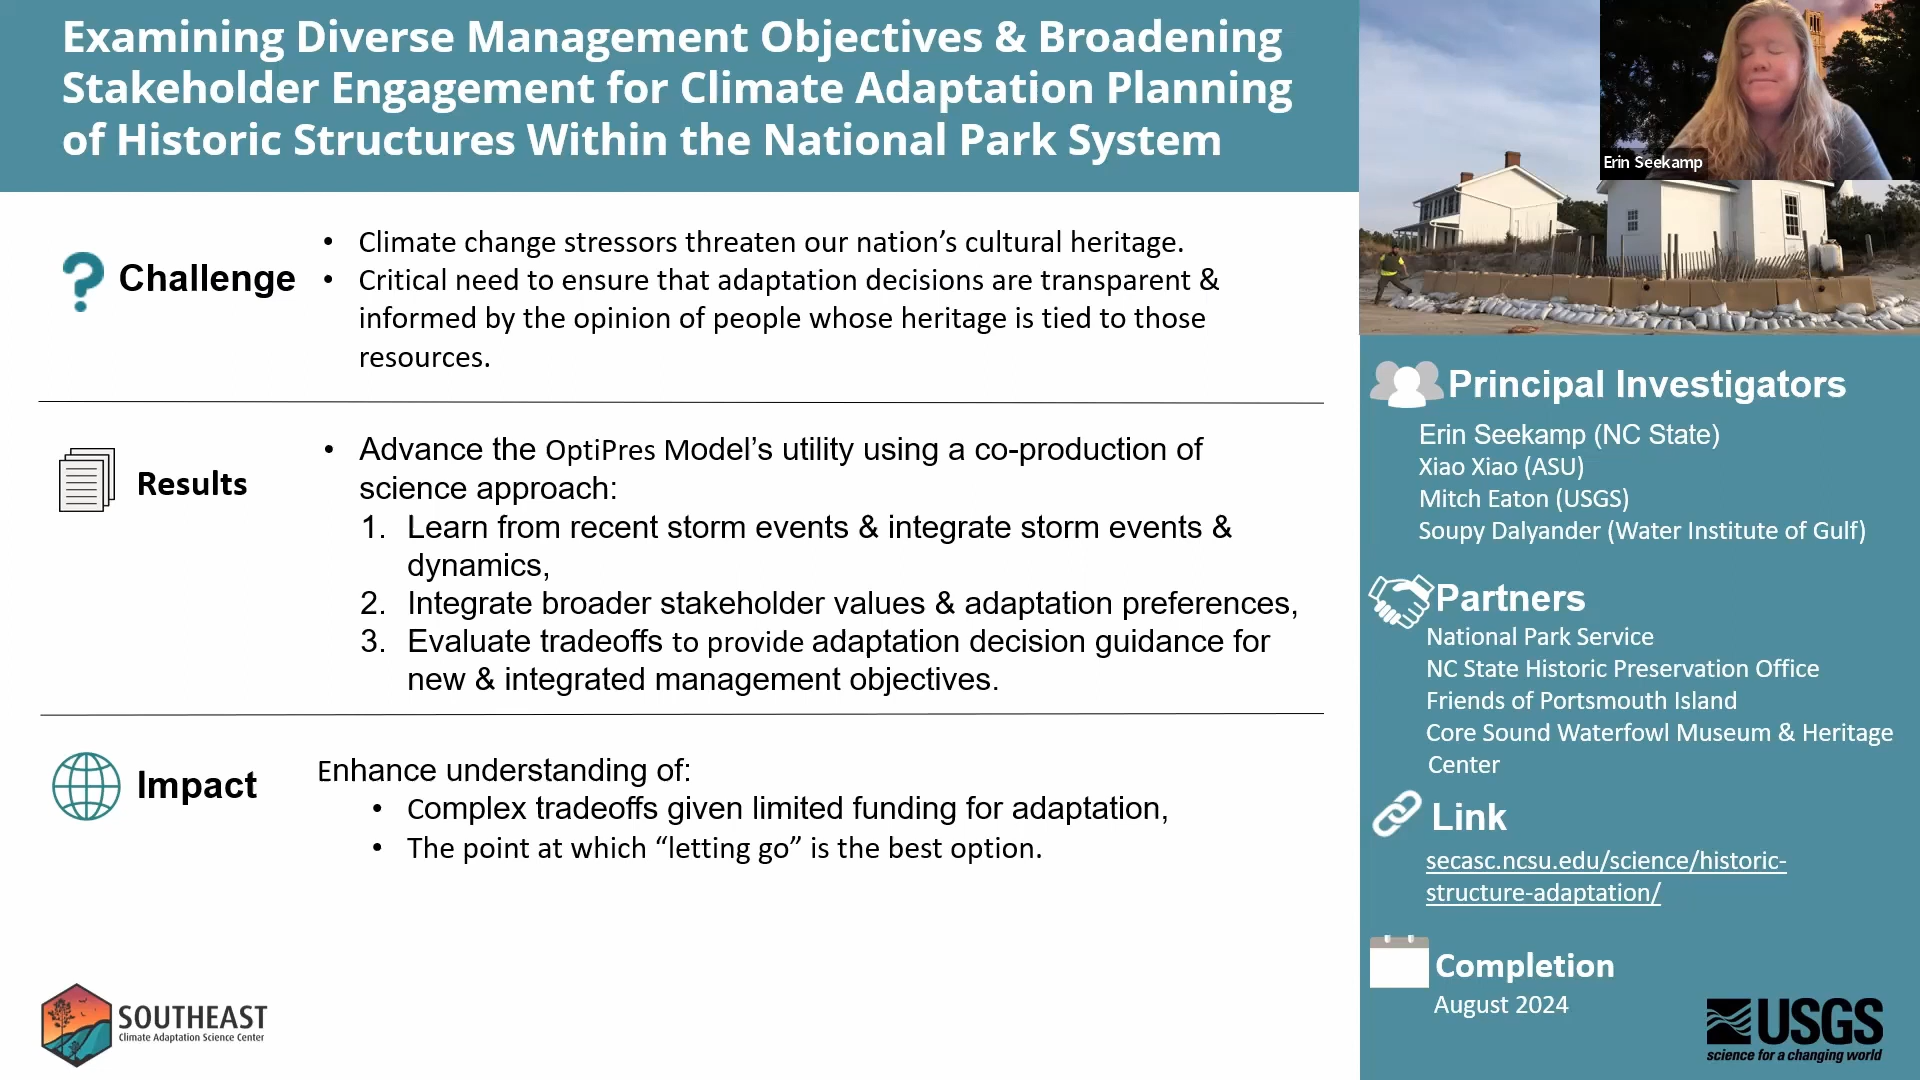 Examining Diverse Management Objectives & Broadening
Stakeholder Engagement for Climate Adaptation Planning
of Historic Structures Within the National Park System
Erin Seekamp
Challenge
• Climate change stressors threaten our nation’s cultural heritage.
• Critical need to ensure that adaptation decisions are transparent &
informed by the opinion of people whose heritage is tied to those
resources.
Results
• Advance the OptiPres Model’s utility using a co-production of
science approach:
1. Learn from recent storm events & integrate storm events &
dynamics,
2. Integrate broader stakeholder values & adaptation preferences,
3. Evaluate tradeoffs to provide adaptation decision guidance for
new & integrated management objectives.
Impact
Enhance understanding of:
• Complex tradeoffs given limited funding for adaptation,
• The point at which “letting go” is the best option.
SOUTHEAST
Climate Adaptation Science Center
Principal Investigators
Erin Seekamp (NC State)
Xiao Xiao (ASU)
Mitch Eaton (USGS)
Soupy Dalyander (Water Institute of Gulf)
Partners
National Park Service
NC State Historic Preservation Office
Friends of Portsmouth Island
Core Sound Waterfowl Museum & Heritage
Center
Link
secasc.ncsu.edu/science/historic-
structure-adaptation/
Completion
August 2024
USGS
science for a changing world